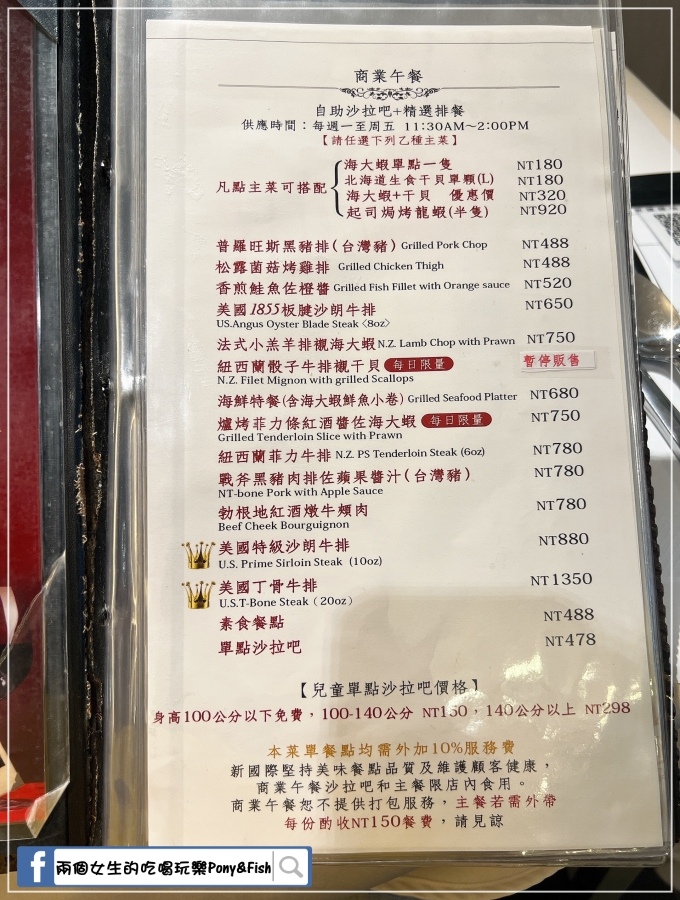 商業午餐
自助沙拉吧+精選排餐
供應時間：每週一至周五 11:30AM～2:00PM
【請任選下列乙種主菜】
凡點主菜可搭配
海大蝦單點一隻 NT180
北海道生食干貝單顆(L) NT180
海大蝦+干貝 優惠價 NT320
起司焗烤龍蝦(半隻) NT920
普羅旺斯黑豬排(台灣豬) Grilled Pork Chop NT488
松露菌菇烤雞排 Grilled Chicken Thigh NT488
香煎鮭魚佐橙醬 Grilled Fish Fillet with Orange sauce NT520
美國1855板腱沙朗牛排 NT650
US.Angus Oyster Blade Steak〈8oz〉
法式小羔羊排襯海大蝦 N.Z. Lamb Chop with Prawn NT750
紐西蘭骰子牛排襯干貝 每日限量 暫停販售
N.Z. Filet Mignon with grilled Scallops
海鮮特餐(含海大蝦鮮魚小卷) Grilled Seafood Platter NT680
爐烤菲力條紅酒醬佐海大蝦 每日限量 NT750
Grilled Tenderloin Slice with Prawn
紐西蘭菲力牛排 N.Z. PS Tenderloin Steak (6oz) NT780
戰斧黑豬肉排佐蘋果醬汁(台灣豬) NT780
NT-bone Pork with Apple Sauce
勃根地紅酒燉牛頰肉 NT780
Beef Cheek Bourguignon
美國特級沙朗牛排 NT880
U.S. Prime Sirloin Steak (10oz)
美國丁骨牛排 NT1350
U.S.T-Bone Steak (20oz)
素食餐點 NT488
單點沙拉吧 NT478
【兒童單點沙拉吧價格】
身高100公分以下免費，100-140公分 NT150，140公分以上 NT298
本菜單餐點均需外加10%服務費
新國際堅持美味餐點品質及維護顧客健康，
商業午餐沙拉吧和主餐限店內食用。
商業午餐恕不提供打包服務，主餐若需外帶
每份酌收NT150餐費，請見諒
f 兩個女生的吃喝玩樂Pony&Fish